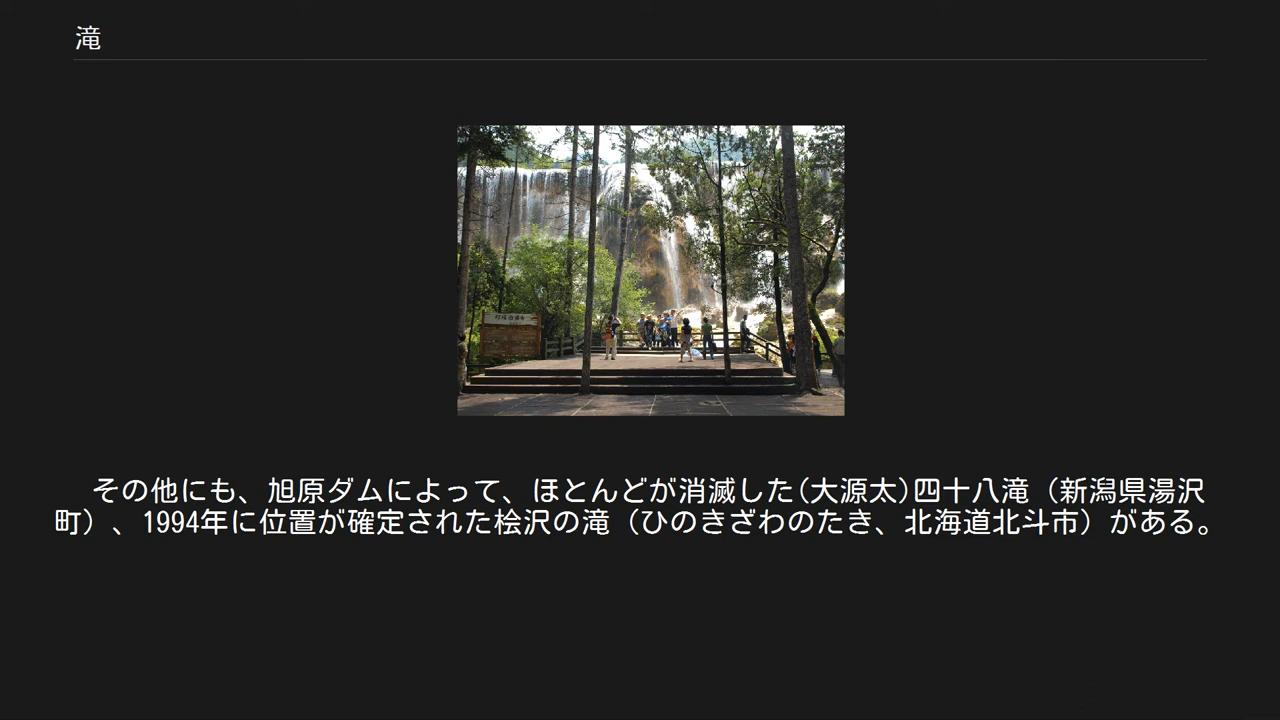 滝
その他にも、旭原ダムによって、ほとんどが消滅した(大源太)四十八滝（新潟県湯沢
町）、1994年に位置が確定された桧沢の滝（ひのきざわのたき、北海道北斗市）がある。